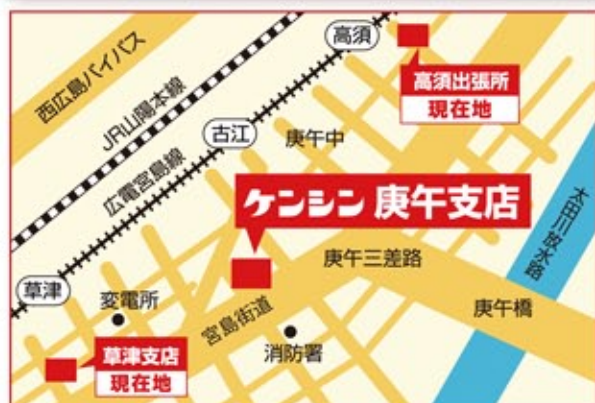 高須
高須出張所
現在地
西広島バイパス
JR山陽本線
古江
広電宮島線
庚午中
ケンシン 庚午支店
太田川放水路
庚午三差路
草津
変電所
宮島街道
庚午橋
消防署
草津支店
現在地